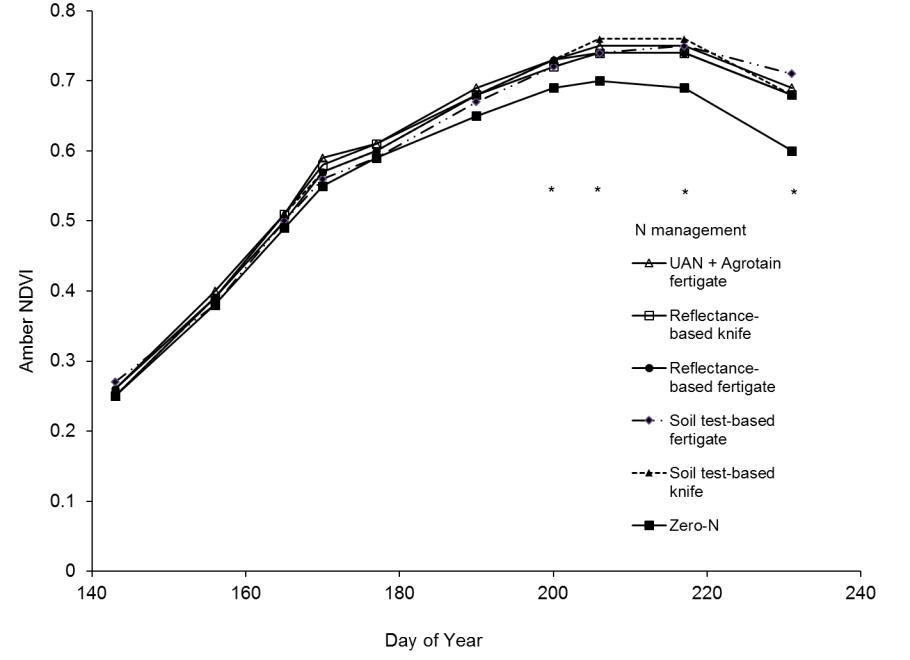 0.8
0.7
0.6
0.5
0.4
0.3
0.2
0.1
0
Amber NDVI
140
160
180
200
220
240
Day of Year
* * * *
N management
UAN + Agrotain
fertigate
Reflectance-
based knife
Reflectance-
based fertigate
Soil test-based
fertigate
Soil test-based
knife
Zero-N